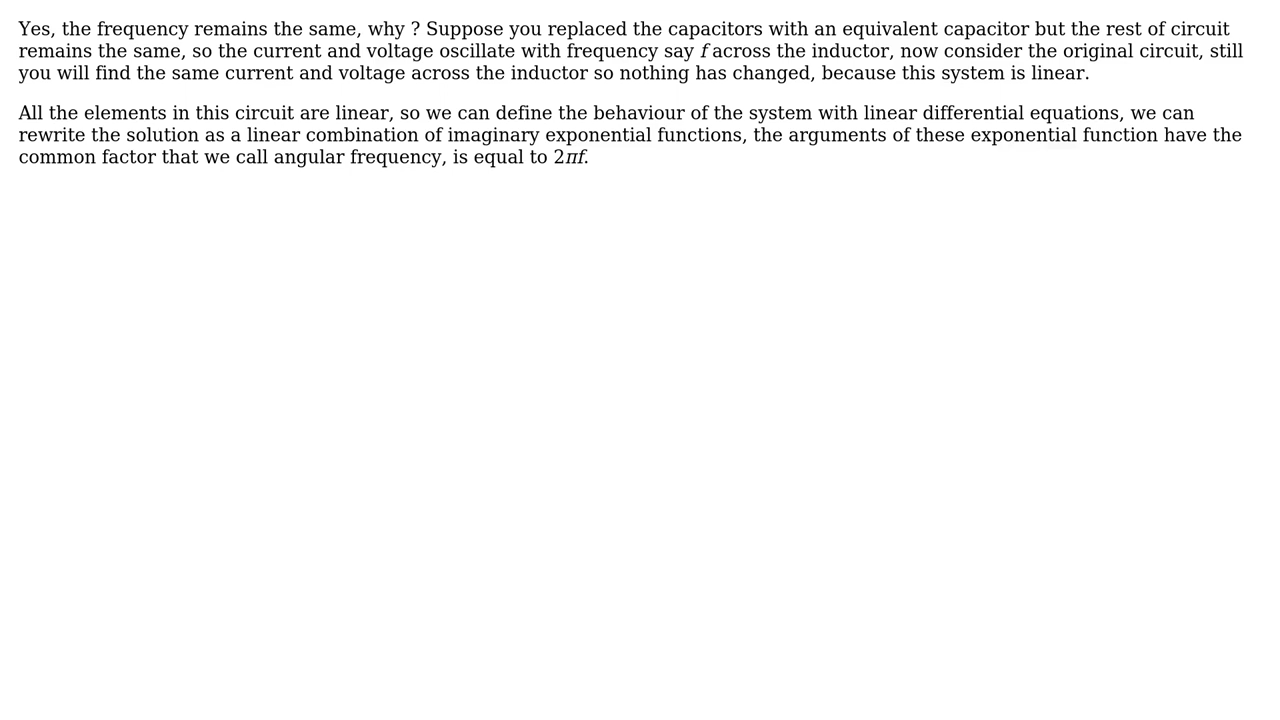 Yes, the frequency remains the same, why ? Suppose you replaced the capacitors with an equivalent capacitor but the rest of circuit
remains the same, so the current and voltage oscillate with frequency say f across the inductor, now consider the original circuit, still
you will find the same current and voltage across the inductor so nothing has changed, because this system is linear.
All the elements in this circuit are linear, so we can define the behaviour of the system with linear differential equations, we can
rewrite the solution as a linear combination of imaginary exponential functions, the arguments of these exponential function have the
common factor that we call angular frequency, is equal to 2πf.